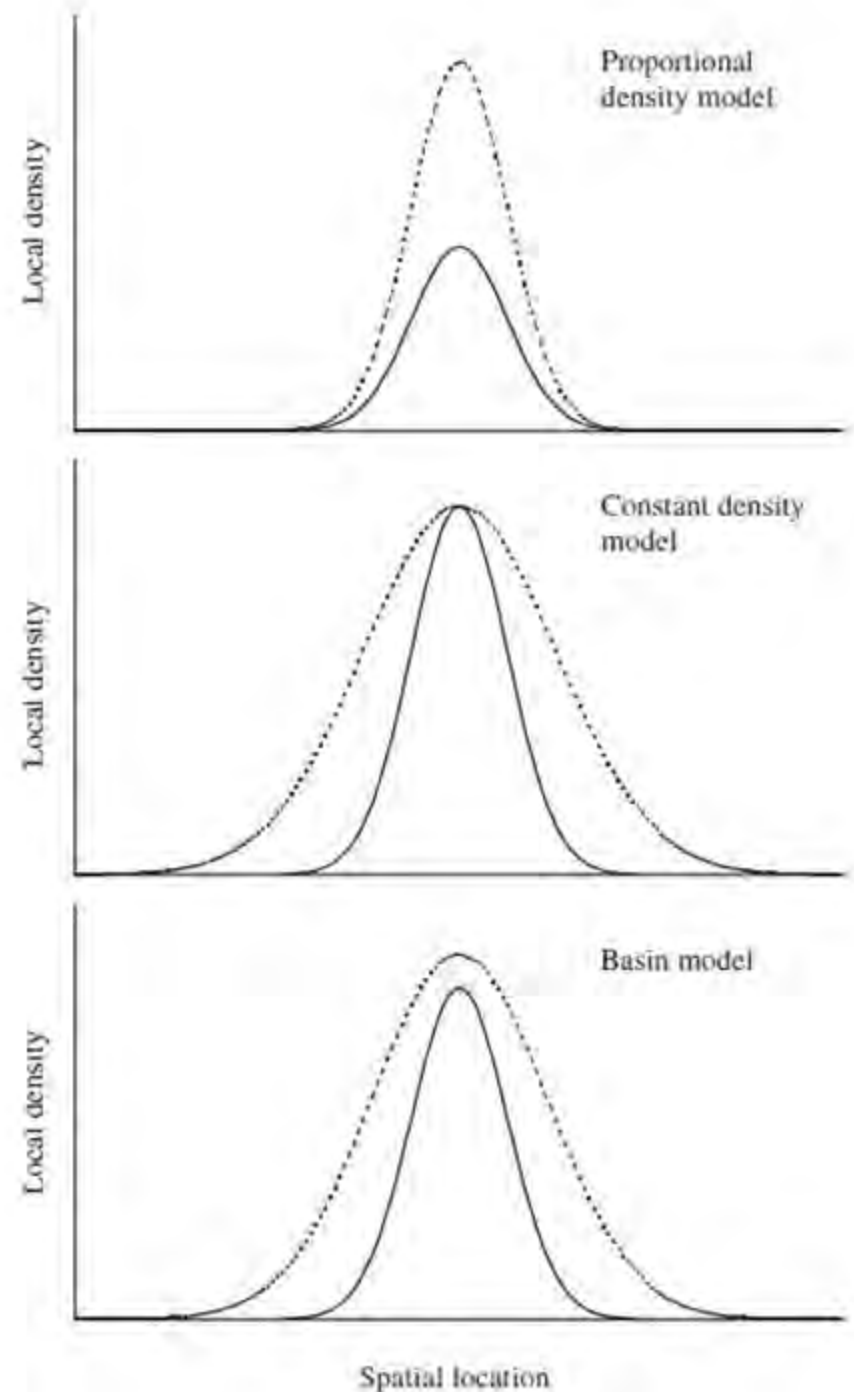 Proportional
density model
Local density
Constant density
model
Local density
Basin model
Local density
Spatial location